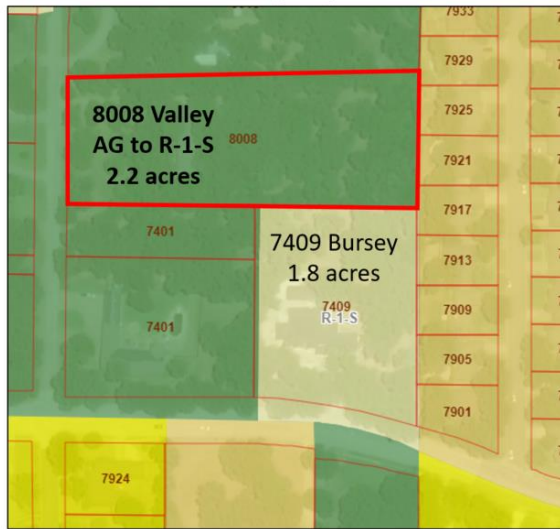 7933
7929
8008 Valley
AG to R-1-S
2.2 acres
8008
7925
7921
7401
7917
7409 Bursey
1.8 acres
7913
7401
7409
R-1-S
7909
7905
7901
7924